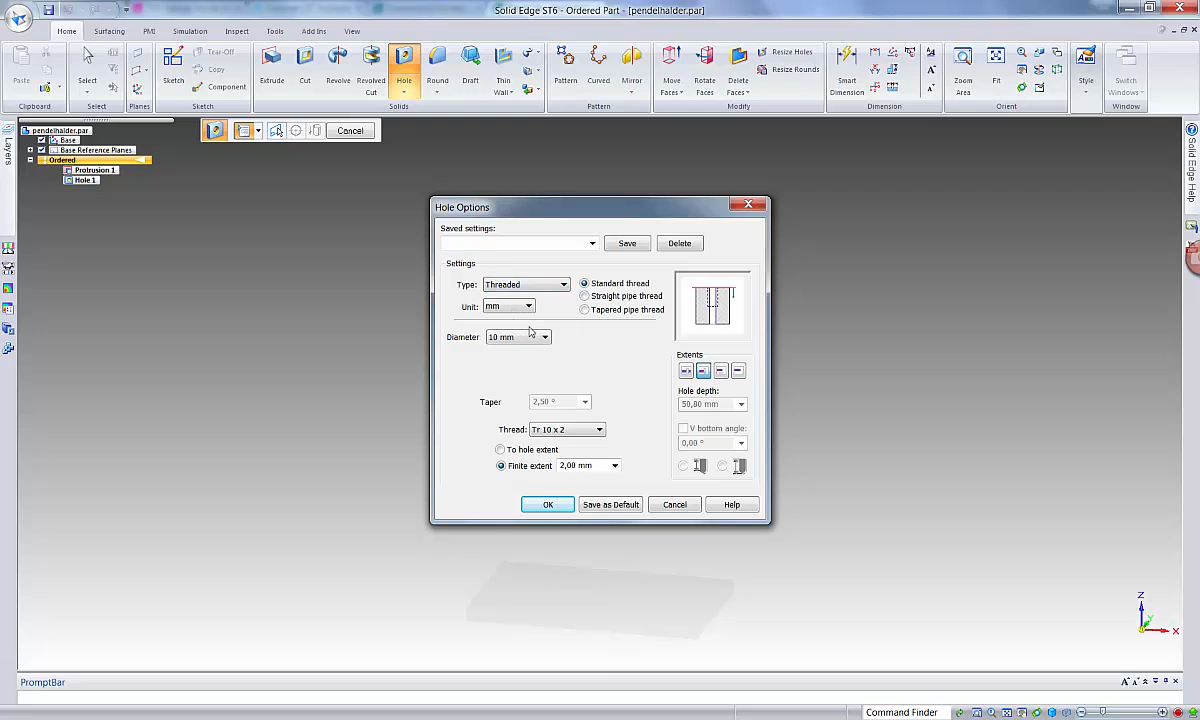 Solid Edge ST6 - Ordered Part - [pendelhalder.par]
Home Surfacing PMI Simulation Inspect Tools Add Ins View
Paste Select Planes Sketch Tear-Off Copy Component Extrude Cut Revolve Revolved Cut Hole Round Draft Thin Wall Pattern Curved Mirror Move Faces Rotate Faces Delete Faces Resize Holes Resize Rounds Smart Dimension Zoom Area Fit Style Switch Windows
Clipboard Select Planes Sketch Solids Pattern Modify Dimension Orient Window
Cancel
pendelhalder.par
Base
Base Reference Planes
Ordered
Protrusion 1
Hole 1
Layers
Solid Edge Help
Hole Options
Saved settings:
Save Delete
Settings
Type: Threaded
Standard thread
Straight pipe thread
Tapered pipe thread
Unit: mm
Diameter 10 mm
Extents
Hole depth:
50,80 mm
V bottom angle:
0,00 °
Taper 2,50 °
Thread: Tr 10 x 2
To hole extent
Finite extent 2,00 mm
OK Save as Default Cancel Help
Z
Y
X
PromptBar
Command Finder